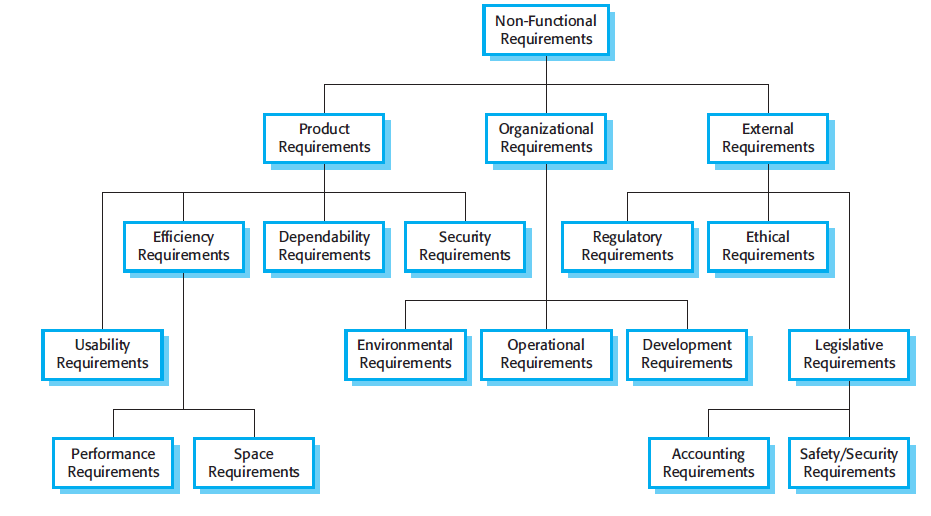 Non-Functional
Requirements
Product
Requirements
Organizational
Requirements
External
Requirements
Efficiency
Requirements
Dependability
Requirements
Security
Requirements
Regulatory
Requirements
Ethical
Requirements
Usability
Requirements
Environmental
Requirements
Operational
Requirements
Development
Requirements
Legislative
Requirements
Performance
Requirements
Space
Requirements
Accounting
Requirements
Safety/Security
Requirements